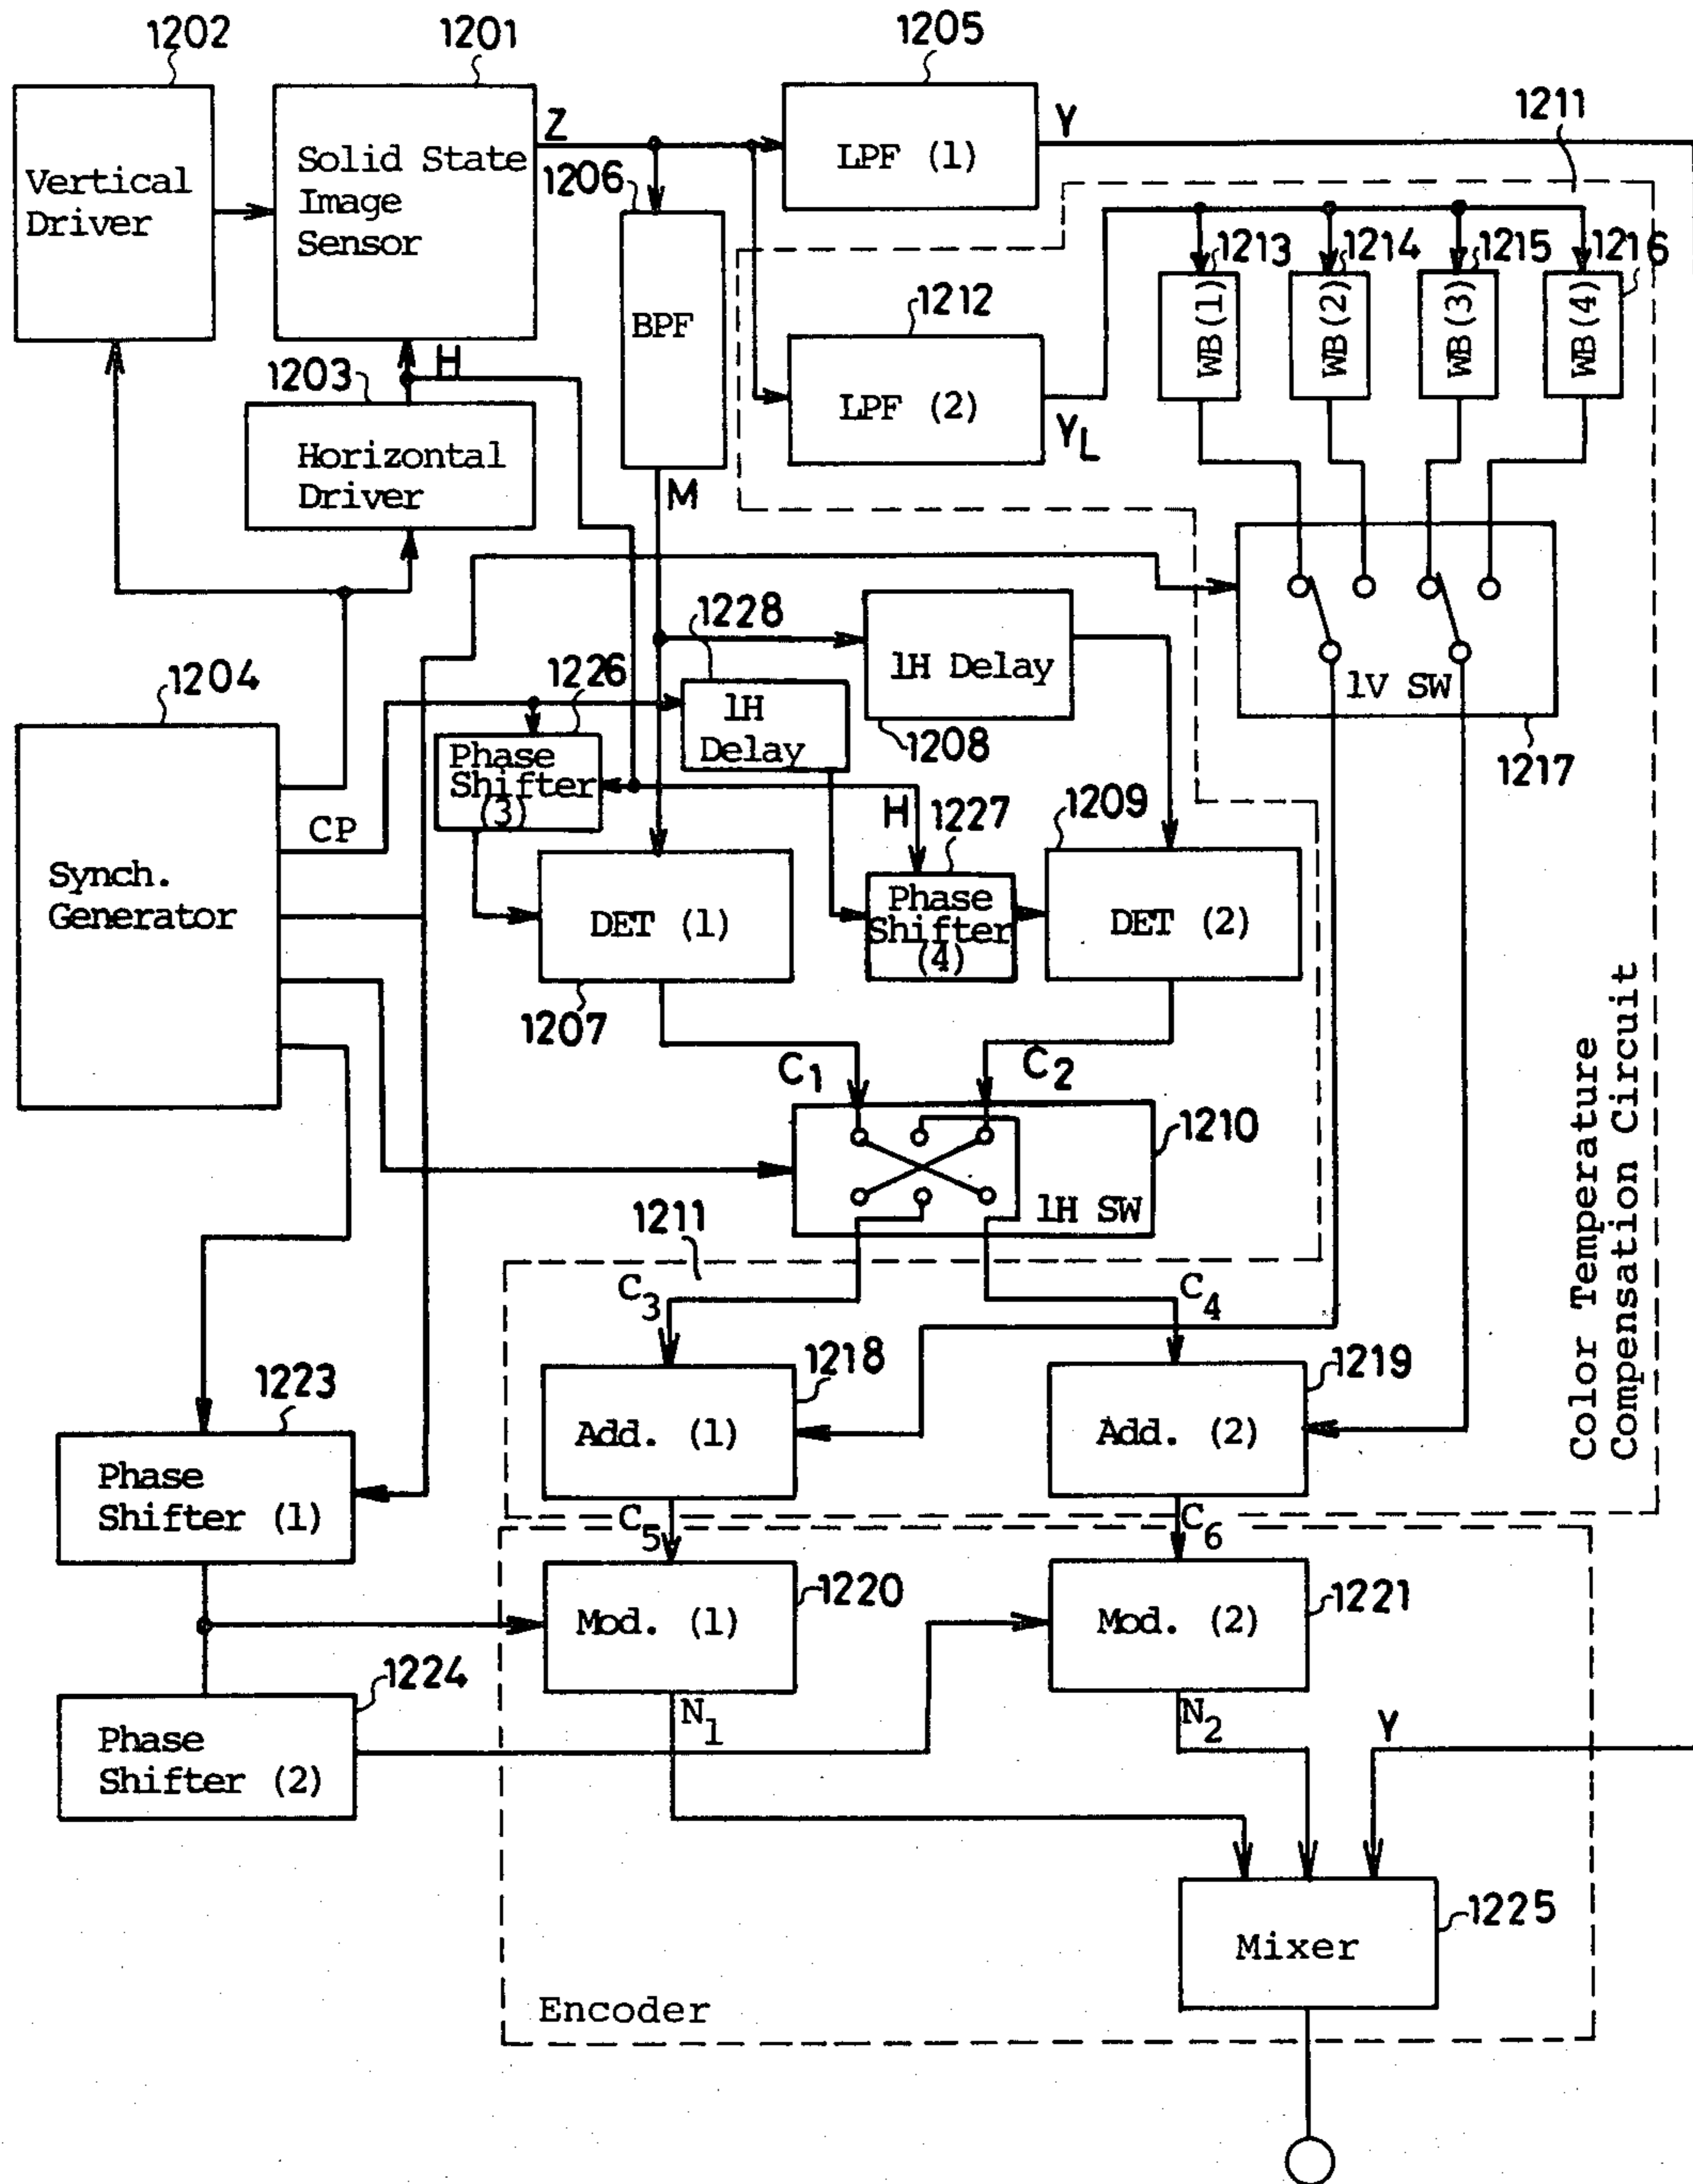 1202
1201
1205
1211
Vertical
Driver
Solid State
Image
Sensor
Z
LPF (1)
Y
1206
BPF
1213
1214
1215
1216
WB(1)
WB(2)
WB(3)
WB(4)
1212
LPF (2)
YL
1203
H
Horizontal
Driver
M
1228
1H
Delay
1H Delay
1208
1V SW
1217
1204
1226
Phase
Shifter
(3)
CP
Synch.
Generator
H
1227
Phase
Shifter
(4)
1209
DET (1)
1207
DET (2)
C1
C2
1210
1H SW
Color Temperature
Compensation Circuit
1211
C3
C4
1218
Add. (1)
1219
Add. (2)
1223
Phase
Shifter (1)
C5
C6
1220
Mod. (1)
1221
Mod. (2)
1224
Phase
Shifter (2)
N1
N2
Y
1225
Mixer
Encoder